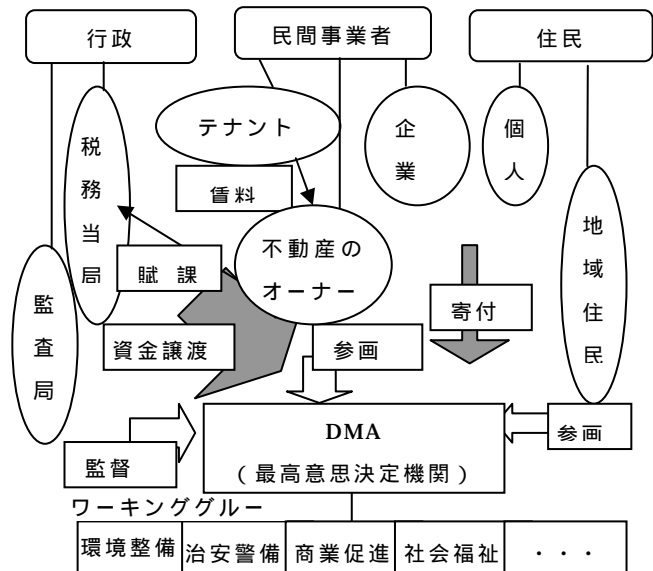 行政
民間事業者
住民
テナント
企業
個人
税務当局
賃料
不動産の
オーナー
地域住民
賦課
監査局
寄付
資金譲渡
参画
DMA
(最高意思決定機関)
参画
監督
ワーキンググルー
環境整備
治安警備
商業促進
社会福祉
・・・